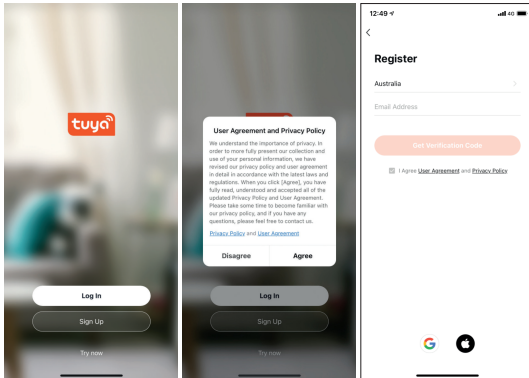 tuya
Log In
Sign Up
Try now
User Agreement and Privacy Policy
We understand the importance of privacy. In
order to more fully present our collection and
use of your personal information, we have
revised our privacy policy and user agreement
in detail in accordance with the latest laws and
regulations. When you click [Agree], you have
fully read, understood and accepted all of the
updated Privacy Policy and User Agreement.
Please take some time to become familiar with
our privacy policy, and if you have any
questions, please feel free to contact us.
Privacy Policy and User Agreement
Disagree Agree
Log In
Sign Up
Try now
12:49 4G
Register
Australia
Email Address
Get Verification Code
I Agree User Agreement and Privacy Policy